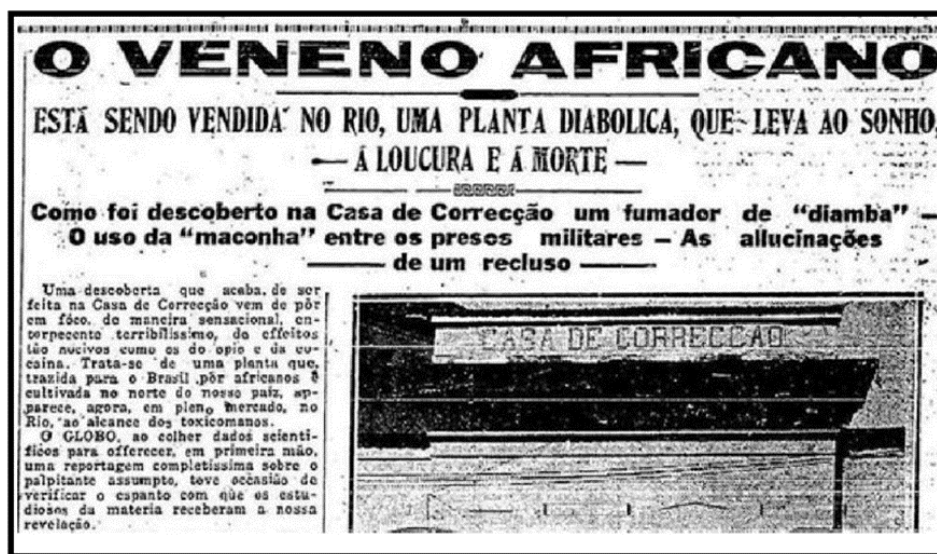 O VENENO AFRICANO
ESTÁ SENDO VENDIDA NO RIO, UMA PLANTA DIABOLICA, QUE LEVA AO SONHO,
Á LOUCURA E Á MORTE
Como foi descoberto na Casa de Correcção um fumador de "diamba" —
O uso da "maconha" entre os presos militares — As allucinações
de um recluso
Uma descoberta que acaba de ser
feita na Casa de Correcção vem de pôr
em fóco, de maneira sensacional, en-
torpecente terribilissimo, de effeitos
tão nucivos como os do opio e da co-
caina. Trata-se de uma planta que,
trazida para o Brasil por africanos é
cultivada no norte do nosso paiz, ap-
parece, agora, em pleno mercado, no
Rio, ao alcance dos toxicomanos.
O GLOBO, ao colher dados scienti-
ficos para offerecer, em primeira mão,
uma reportagem completissima sobre o
palpitante assumpto, teve occasião de
verificar o espanto com que os estu-
diosos da materia receberam a nossa
revelação.
CASA DE CORRECCAO